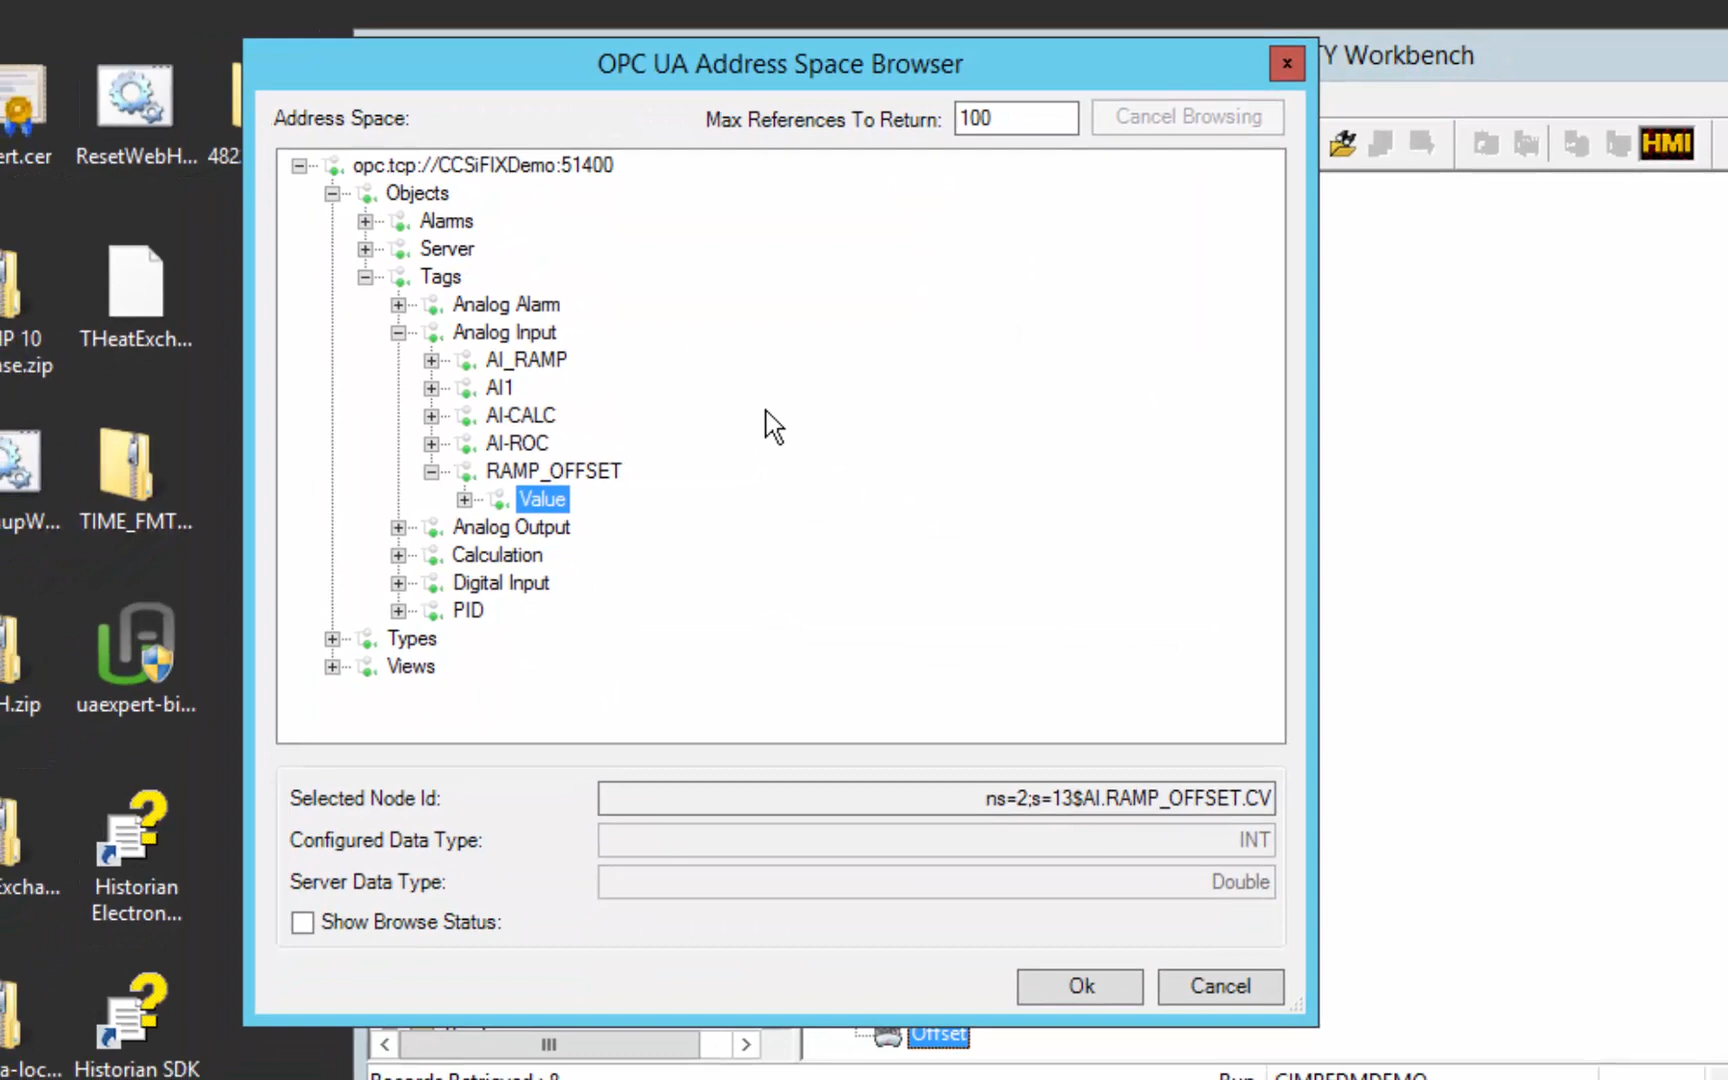 OPC UA Address Space Browser
x
Y Workbench
Address Space:
Max References To Return:
100
Cancel Browsing
HMI
opc.tcp://CCSiFIXDemo:51400
Objects
Alarms
Server
Tags
Analog Alarm
Analog Input
AI_RAMP
AI1
AI-CALC
AI-ROC
RAMP_OFFSET
Value
Analog Output
Calculation
Digital Input
PID
Types
Views
Selected Node Id:
ns=2;s=13$AI.RAMP_OFFSET.CV
Configured Data Type:
INT
Server Data Type:
Double
Show Browse Status:
Ok
Cancel
Offset
ert.cer
ResetWebH...
482
IP 10
ase.zip
THeatExch...
upW...
TIME_FMT...
H.zip
uaexpert-bi...
Excha...
Historian
Electron...
a-loc...
Historian SDK